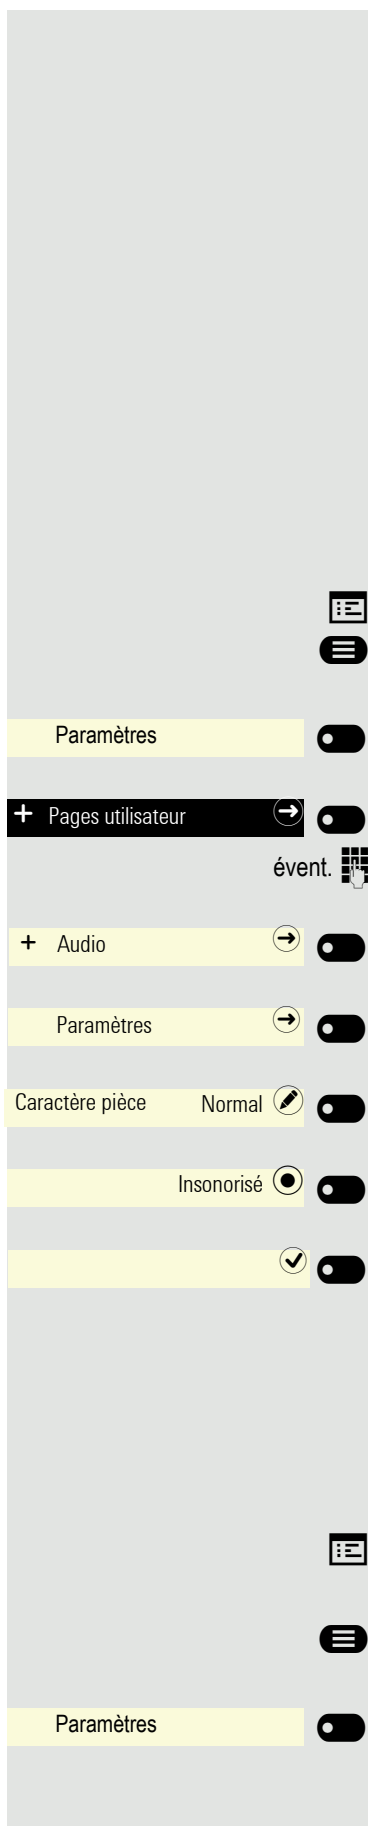 Paramètres
+ Pages utilisateur
évent.
+ Audio
Paramètres
Caractère pièce Normal
Insonorisé
Paramètres